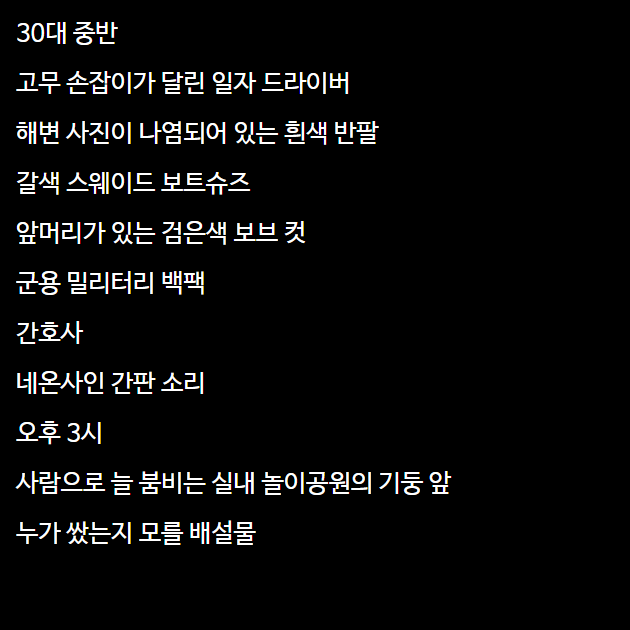 30대 중반
고무 손잡이가 달린 일자 드라이버
해변 사진이 나염되어 있는 흰색 반팔
갈색 스웨이드 보트슈즈
앞머리가 있는 검은색 보브 컷
군용 밀리터리 백팩
간호사
네온사인 간판 소리
오후 3시
사람으로 늘 붐비는 실내 놀이공원의 기둥 앞
누가 쌌는지 모를 배설물